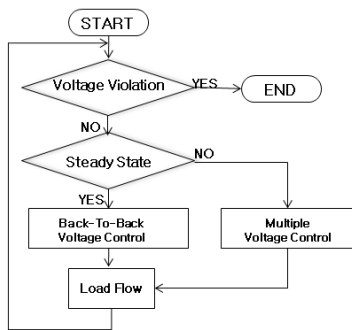 START
Voltage Violation
YES
END
NO
Steady State
NO
YES
Back-To-Back
Voltage Control
Multiple
Voltage Control
Load Flow